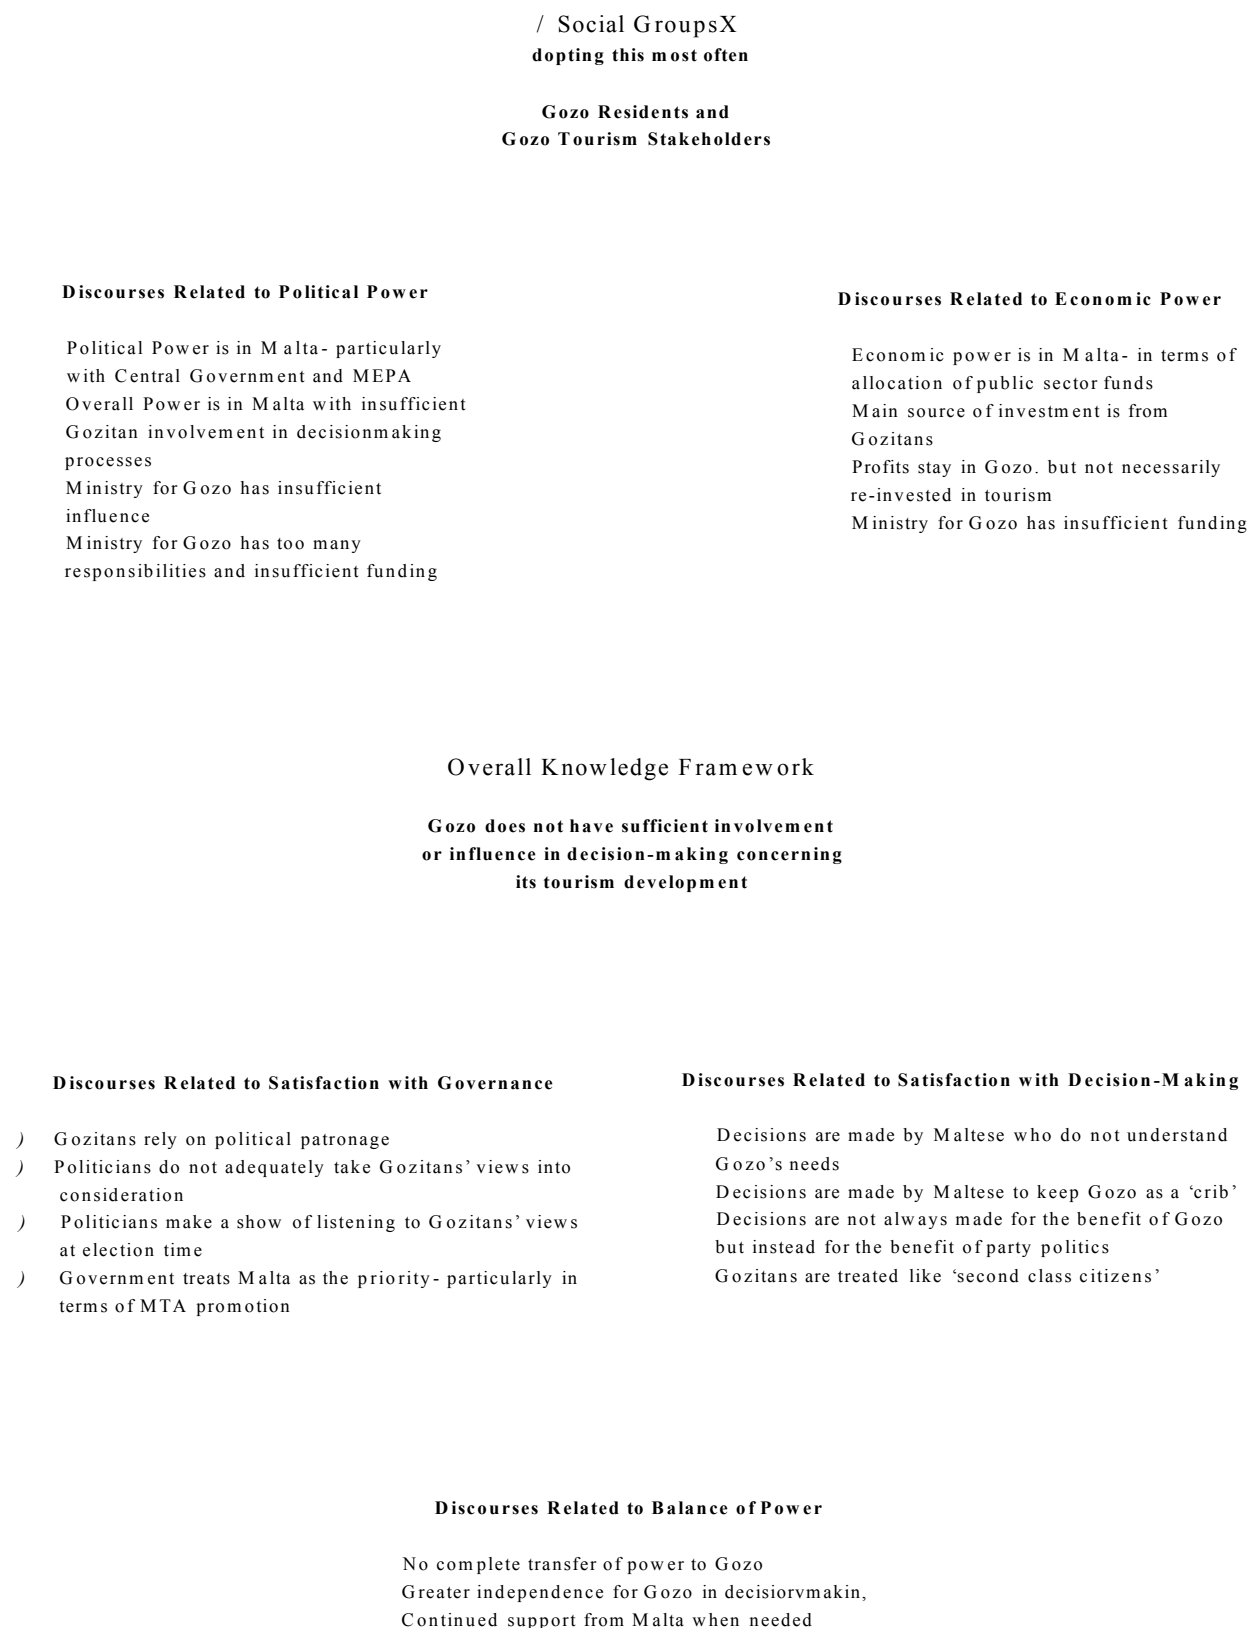 / Social GroupsX
dopting this most often
Gozo Residents and
Gozo Tourism Stakeholders
Discourses Related to Political Power
Political Power is in Malta- particularly
with Central Government and MEPA
Overall Power is in Malta with insufficient
Gozitan involvement in decisionmaking
processes
Ministry for Gozo has insufficient
influence
Ministry for Gozo has too many
responsibilities and insufficient funding
Discourses Related to Economic Power
Economic power is in Malta- in terms of
allocation of public sector funds
Main source of investment is from
Gozitans
Profits stay in Gozo. but not necessarily
re-invested in tourism
Ministry for Gozo has insufficient funding
Overall Knowledge Framework
Gozo does not have sufficient involvement
or influence in decision-making concerning
its tourism development
Discourses Related to Satisfaction with Governance
) Gozitans rely on political patronage
) Politicians do not adequately take Gozitans’ views into
consideration
) Politicians make a show of listening to Gozitans’ views
at election time
) Government treats Malta as the priority- particularly in
terms of MTA promotion
Discourses Related to Satisfaction with Decision-Making
Decisions are made by Maltese who do not understand
Gozo’s needs
Decisions are made by Maltese to keep Gozo as a ‘crib’
Decisions are not always made for the benefit of Gozo
but instead for the benefit of party politics
Gozitans are treated like ‘second class citizens’
Discourses Related to Balance of Power
No complete transfer of power to Gozo
Greater independence for Gozo in decisiorvmakin,
Continued support from Malta when needed